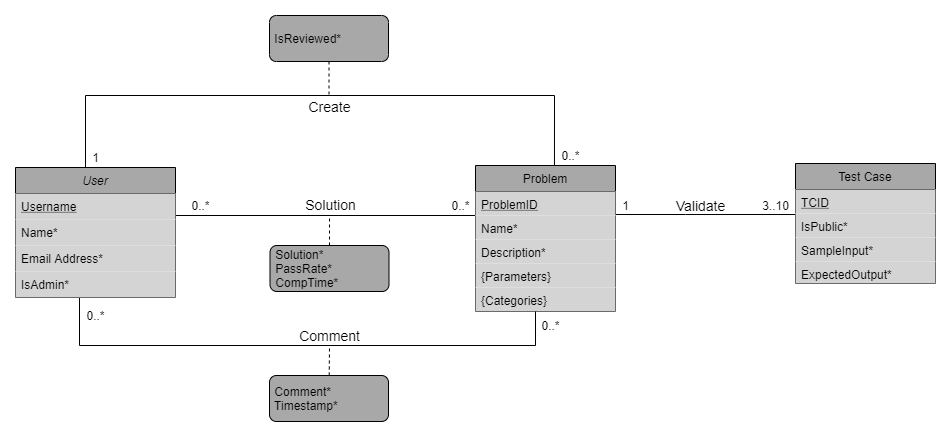 IsReviewed*
Create
1
0..*
User
Username
Name*
Email Address*
IsAdmin*
0..*
Solution
0..*
Solution*
PassRate*
CompTime*
Problem
ProblemID
Name*
Description*
{Parameters}
{Categories}
1
Validate
3..10
Test Case
TCID
IsPublic*
SampleInput*
ExpectedOutput*
0..*
Comment
0..*
Comment*
Timestamp*